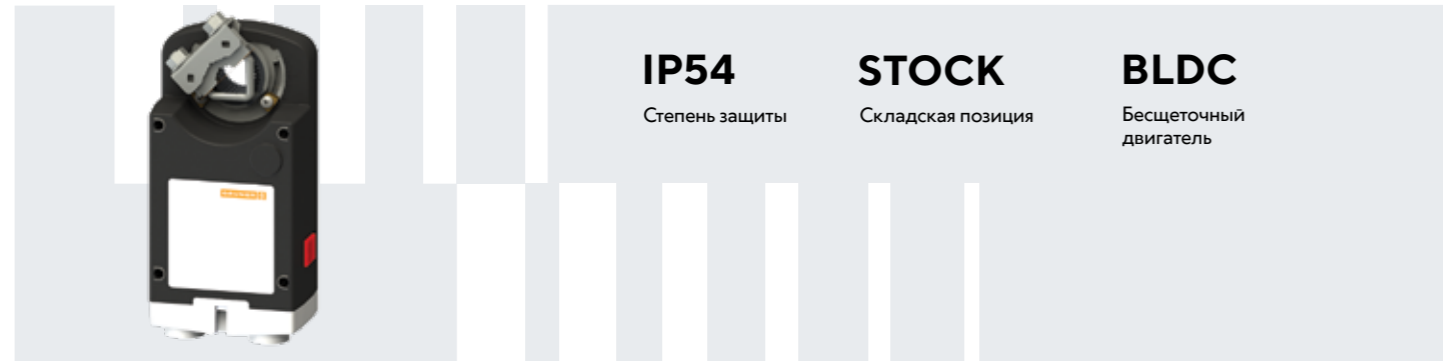 IP54
Степень защиты
STOCK
Складская позиция
BLDC
Бесщеточный
двигатель